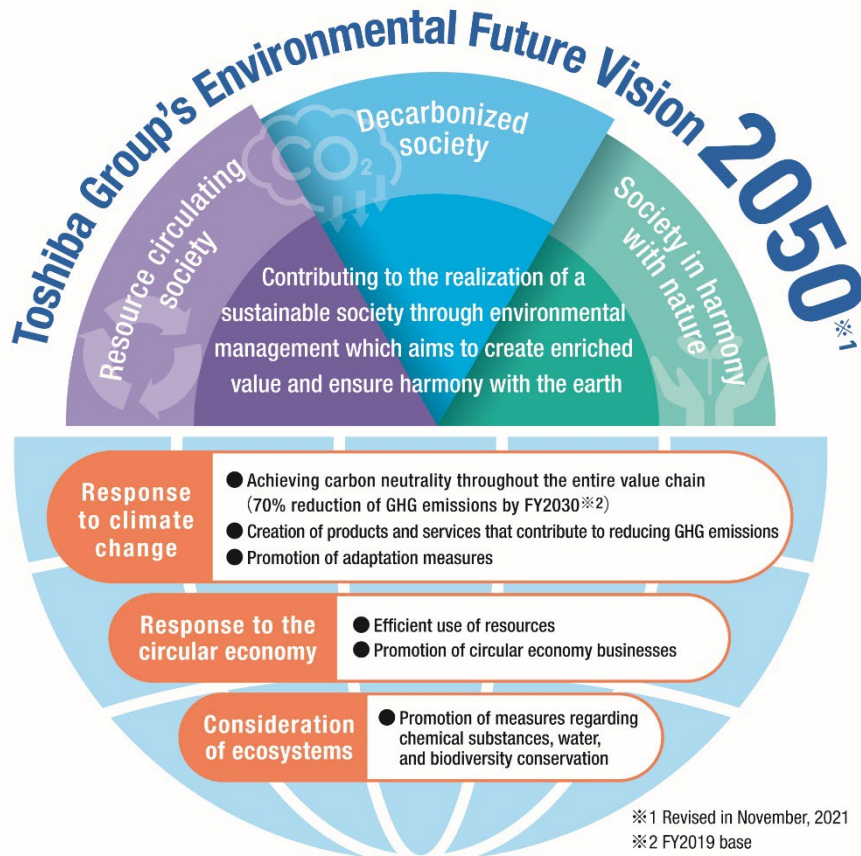 Toshiba Group's Environmental Future Vision 2050※1
Resource circulating
society
CO2
Decarbonized
society
Society in harmony
with nature
Contributing to the realization of a
sustainable society through environmental
management which aims to create enriched
value and ensure harmony with the earth
Response
to climate
change
● Achieving carbon neutrality throughout the entire value chain
(70% reduction of GHG emissions by FY2030※2)
● Creation of products and services that contribute to reducing GHG emissions
● Promotion of adaptation measures
Response to the
circular economy
● Efficient use of resources
● Promotion of circular economy businesses
Consideration
of ecosystems
● Promotion of measures regarding
chemical substances, water,
and biodiversity conservation
※1 Revised in November, 2021
※2 FY2019 base